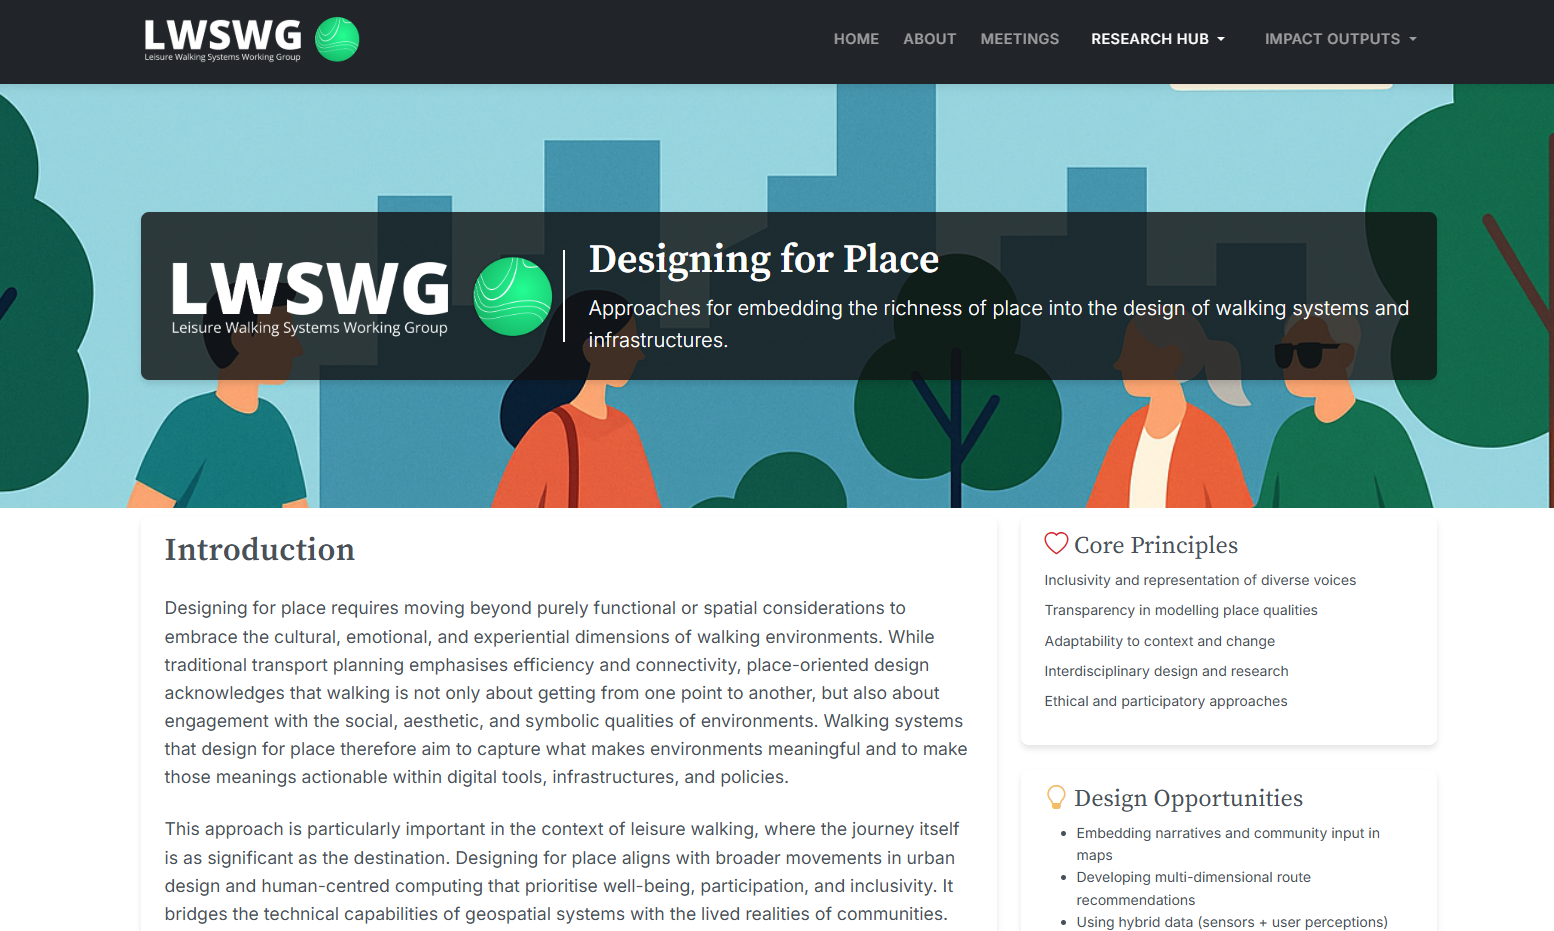 LWSWG
Leisure Walking Systems Working Group
HOME ABOUT MEETINGS RESEARCH HUB IMPACT OUTPUTS
LWSWG
Leisure Walking Systems Working Group
Designing for Place
Approaches for embedding the richness of place into the design of walking systems and
infrastructures.
Introduction
Designing for place requires moving beyond purely functional or spatial considerations to
embrace the cultural, emotional, and experiential dimensions of walking environments. While
traditional transport planning emphasises efficiency and connectivity, place-oriented design
acknowledges that walking is not only about getting from one point to another, but also about
engagement with the social, aesthetic, and symbolic qualities of environments. Walking systems
that design for place therefore aim to capture what makes environments meaningful and to make
those meanings actionable within digital tools, infrastructures, and policies.
This approach is particularly important in the context of leisure walking, where the journey itself
is as significant as the destination. Designing for place aligns with broader movements in urban
design and human-centred computing that prioritise well-being, participation, and inclusivity. It
bridges the technical capabilities of geospatial systems with the lived realities of communities.
Core Principles
Inclusivity and representation of diverse voices
Transparency in modelling place qualities
Adaptability to context and change
Interdisciplinary design and research
Ethical and participatory approaches
Design Opportunities
• Embedding narratives and community input in
maps
• Developing multi-dimensional route
recommendations
• Using hybrid data (sensors + user perceptions)